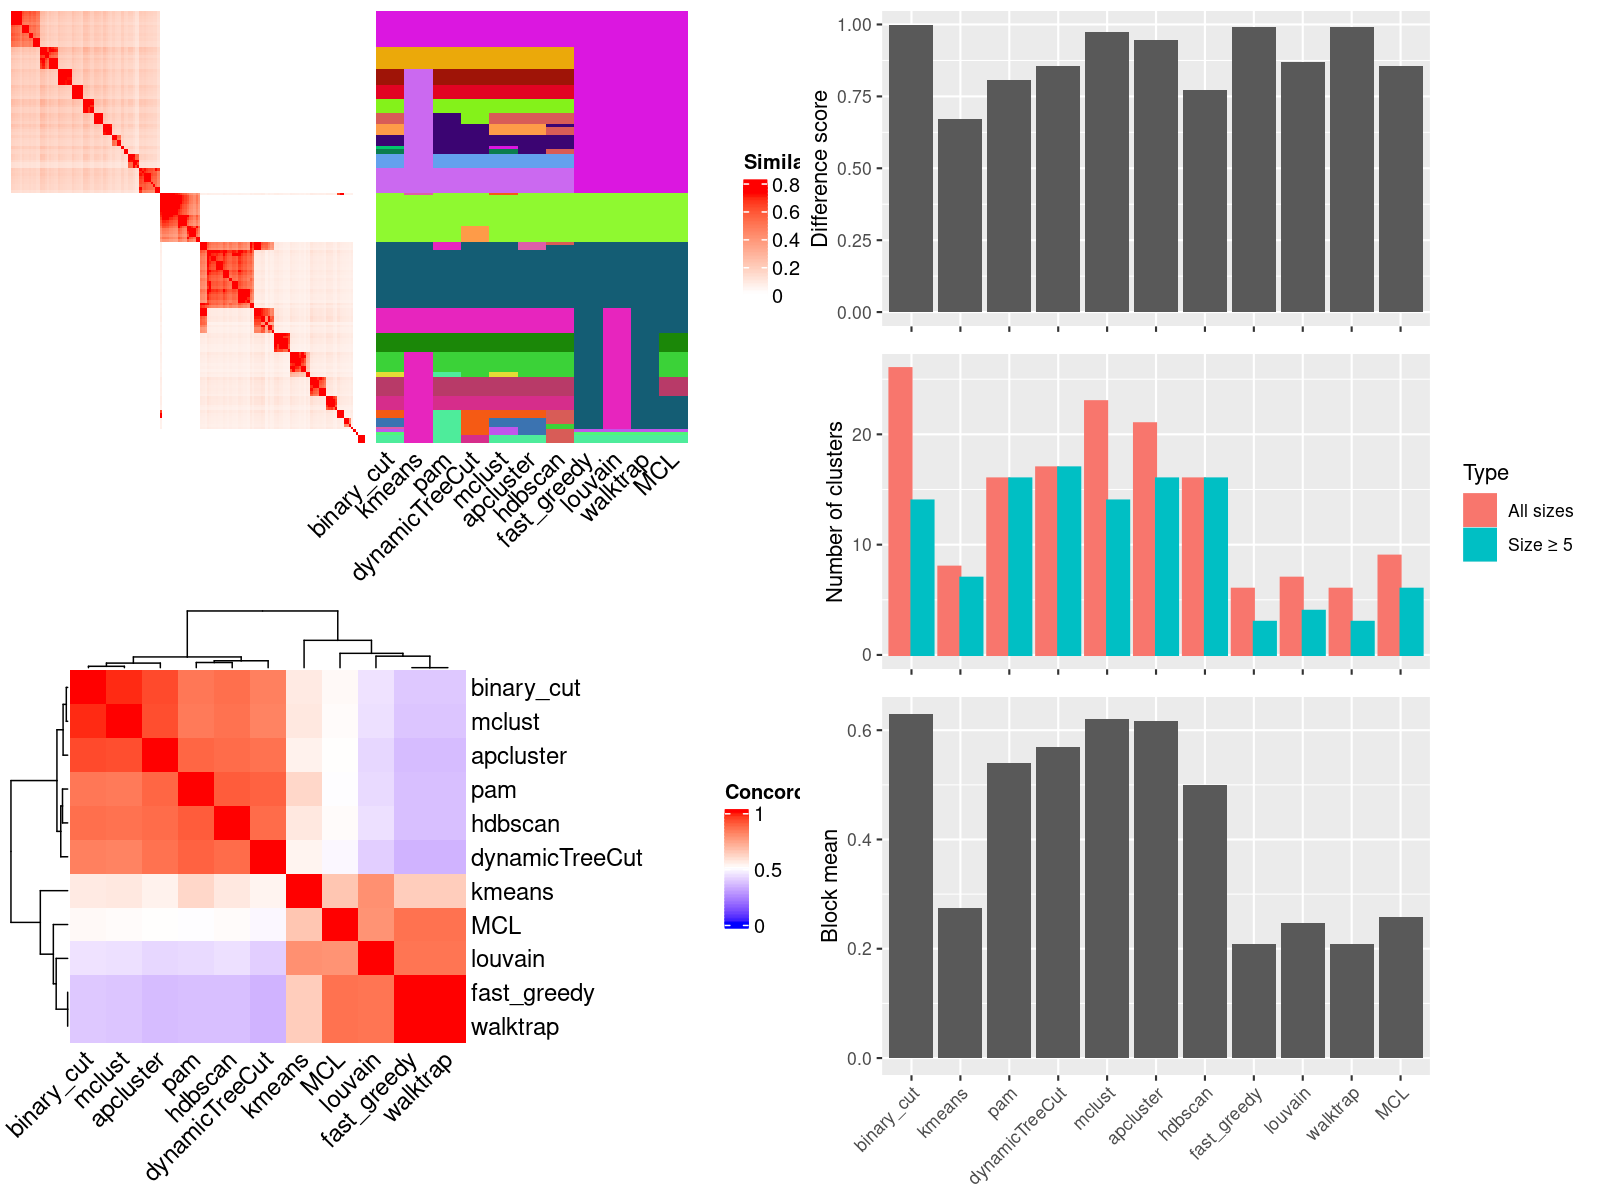 Simila
0.8
0.6
0.4
0.2
0
binary_cut
kmeans
pam
dynamicTreeCut
mclust
apcluster
hdbscan
fast_greedy
louvain
walktrap
MCL
binary_cut
mclust
apcluster
pam
hdbscan
dynamicTreeCut
kmeans
MCL
louvain
fast_greedy
walktrap
Concord
1
0.5
0
binary_cut
mclust
apcluster
pam
hdbscan
dynamicTreeCut
kmeans
MCL
louvain
fast_greedy
walktrap
Difference score
1.00
0.75
0.50
0.25
0.00
Number of clusters
20
10
0
Type
All sizes
Size ≥ 5
Block mean
0.6
0.4
0.2
0.0
binary_cut
kmeans
pam
dynamicTreeCut
mclust
apcluster
hdbscan
fast_greedy
louvain
walktrap
MCL